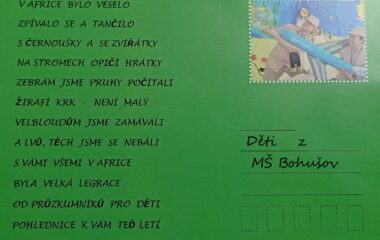 V AFRICE BYLO VESELO
ZPÍVALO SE A TANČILO
S ČERNOUŠKY A SE ZVÍŘÁTKY
NA STROMECH OPIČÍ HRÁTKY
ZEBRÁM JSME PRUHY POČÍTALI
ŽIRAFÍ KRK - NENÍ MALÝ
VELBLOUDŮM JSME ZAMÁVALI
A LVŮ, TĚCH JSME SE NEBÁLI
S VÁMI VŠEMI V AFRICE
BYLA VELKÁ LEGRACE
OD PRŮZKUMNÍKŮ PRO DĚTI
POHLEDNICE K VÁM TEĎ LETÍ
Děti z
MŠ Bohušov